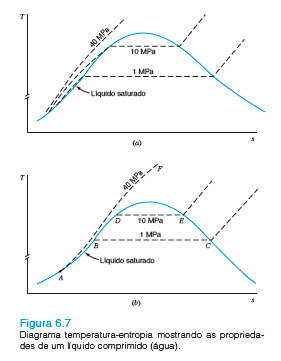 T
40 MPa
10 MPa
1 MPa
Líquido saturado
s
(a)
T
40 MPa
F
D
E
10 MPa
1 MPa
B
C
Líquido saturado
A
s
(b)
Figura 6.7
Diagrama temperatura-entropia mostrando as proprieda-
des de um líquido comprimido (água).